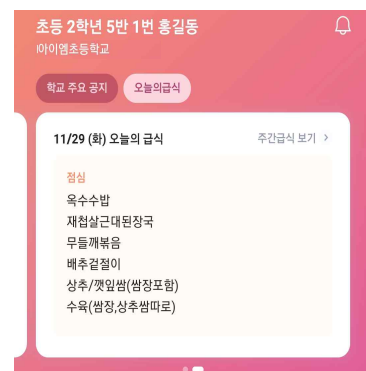 초등 2학년 5반 1번 홍길동
아이엠초등학교
학교 주요 공지
오늘의급식
11/29 (화) 오늘의 급식
주간급식 보기 >
점심
옥수수밥
재첩살근대된장국
무들깨볶음
배추겉절이
상추/깻잎쌈(쌈장포함)
수육(쌈장,상추쌈따로)